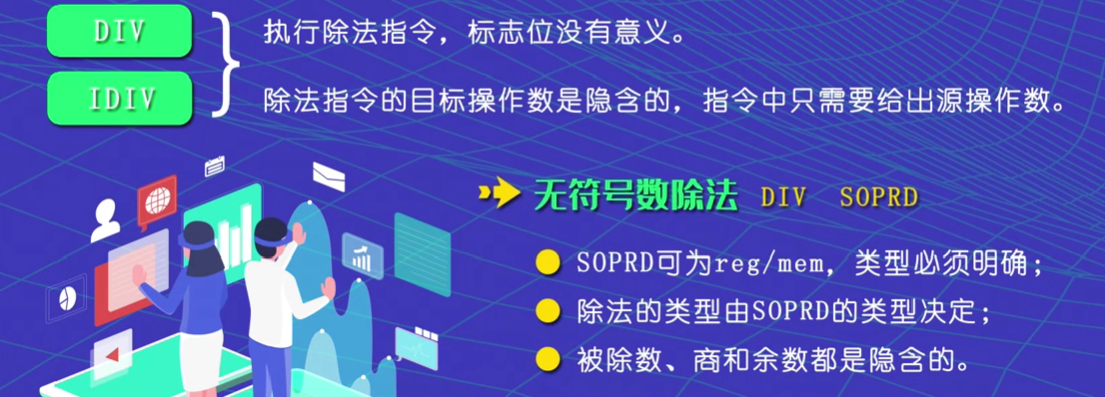 DIV
执行除法指令，标志位没有意义。
IDIV
除法指令的目标操作数是隐含的，指令中只需要给出源操作数。
无符号数除法 DIV SOPRD
SOPRD可为reg/mem，类型必须明确；
除法的类型由SOPRD的类型决定；
被除数、商和余数都是隐含的。